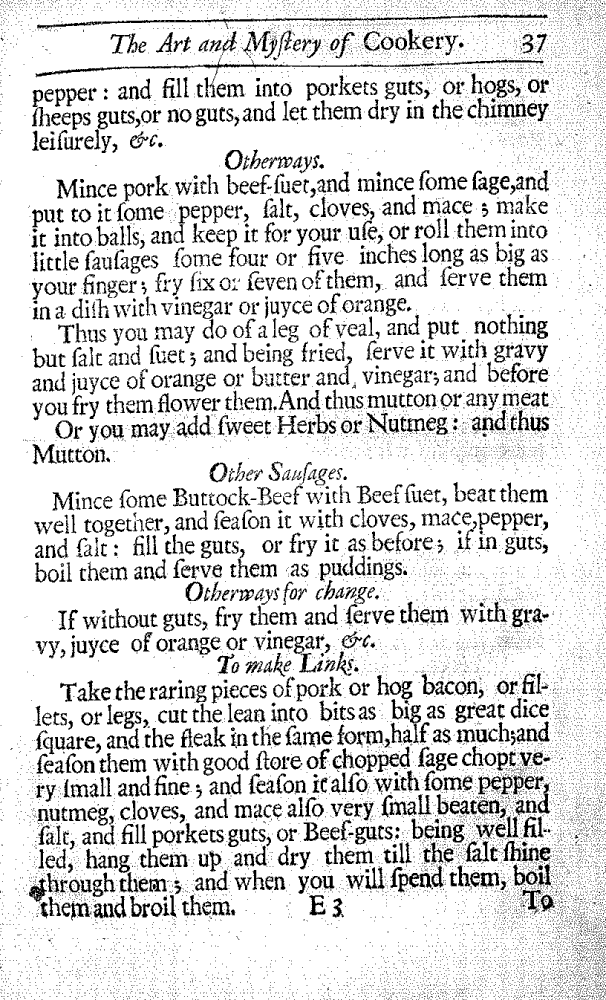 The Art and Myſtery of Cookery. 37
pepper : and fill them into porkets guts, or hogs, or
ſheeps guts,or no guts,and let them dry in the chimney
leiſurely, &c.
Otherways.
Mince pork with beef-ſuet,and mince ſome ſage,and
put to it ſome pepper, ſalt, cloves, and mace ; make
it into balls, and keep it for your uſe, or roll them into
little ſauſages ſome four or five inches long as big as
your finger ; fry ſix or ſeven of them, and ſerve them
in a diſh with vinegar or juyce of orange.
Thus you may do of a leg of veal, and put nothing
but ſalt and ſuet ; and being fried, ſerve it with gravy
and juyce of orange or butter and vinegar; and before
you fry them flower them.And thus mutton or any meat
Or you may add ſweet Herbs or Nutmeg : and thus
Mutton.
Other Sauſages.
Mince ſome Buttock-Beef with Beef ſuet, beat them
well together, and ſeaſon it with cloves, mace,pepper,
and ſalt : fill the guts, or fry it as before ; if in guts,
boil them and ſerve them as puddings.
Otherways for change.
If without guts, fry them and ſerve them with gra-
vy, juyce of orange or vinegar, &c.
To make Links.
Take the raring pieces of pork or hog bacon, or fil-
lets, or legs, cut the lean into bits as big as great dice
ſquare, and the fleak in the ſame form,half as much;and
ſeaſon them with good ſtore of chopped ſage chopt ve-
ry ſmall and fine ; and ſeaſon it alſo with ſome pepper,
nutmeg, cloves, and mace alſo very ſmall beaten, and
ſalt, and fill porkets guts, or Beef-guts: being well fil-
led, hang them up and dry them till the ſalt ſhine
through them ; and when you will ſpend them, boil
them and broil them. E 3 To